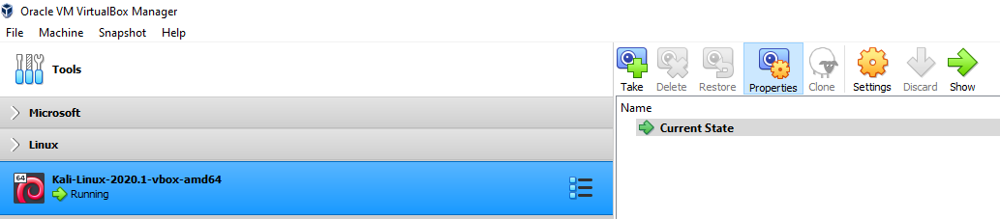 Oracle VM VirtualBox Manager
File Machine Snapshot Help
Tools
Take Delete Restore Properties Clone Settings Discard Show
Name
Current State
Microsoft
Linux
64
Kali-Linux-2020.1-vbox-amd64
Running